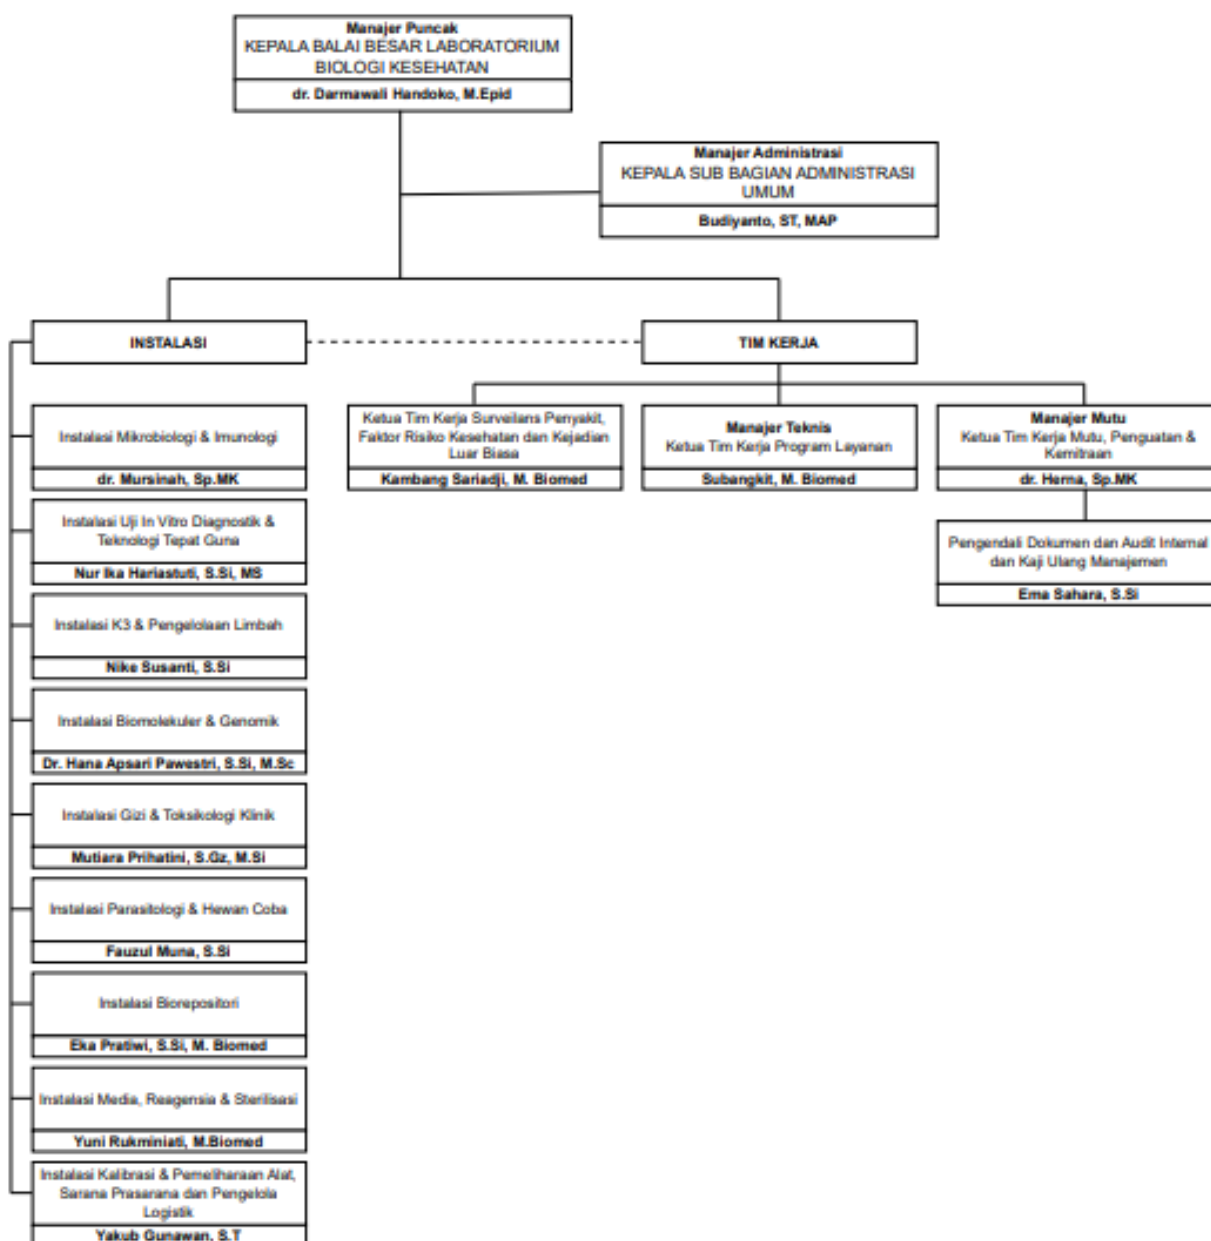 Manajer Puncak
KEPALA BALAI BESAR LABORATORIUM
BIOLOGI KESEHATAN
dr. Darmawali Handoko, M.Epid
Manajer Administrasi
KEPALA SUB BAGIAN ADMINISTRASI
UMUM
Budiyanto, ST, MAP
INSTALASI
TIM KERJA
Instalasi Mikrobiologi & Imunologi
dr. Mursinah, Sp.MK
Instalasi Uji In Vitro Diagnostik &
Teknologi Tepat Guna
Nur Ika Hariastuti, S.Si, MS
Instalasi K3 & Pengelolaan Limbah
Nike Susanti, S.Si
Instalasi Biomolekuler & Genomik
Dr. Hana Apsari Pawestri, S.Si, M.Sc
Instalasi Gizi & Toksikologi Klinik
Mutiara Prihatini, S.Gz, M.Si
Instalasi Parasitologi & Hewan Coba
Fauzul Muna, S.Si
Instalasi Biorepositori
Eka Pratiwi, S.Si, M. Biomed
Instalasi Media, Reagensia & Sterilisasi
Yuni Rukminiati, M.Biomed
Instalasi Kalibrasi & Pemeliharaan Alat,
Sarana Prasarana dan Pengelola
Logistik
Yakub Gunawan, S.T
Ketua Tim Kerja Surveilans Penyakit,
Faktor Risiko Kesehatan dan Kejadian
Luar Biasa
Kambang Sariadji, M. Biomed
Manajer Teknis
Ketua Tim Kerja Program Layanan
Subangkit, M. Biomed
Manajer Mutu
Ketua Tim Kerja Mutu, Penguatan &
Kemitraan
dr. Herna, Sp.MK
Pengendali Dokumen dan Audit Internal
dan Kaji Ulang Manajemen
Ema Sahara, S.Si